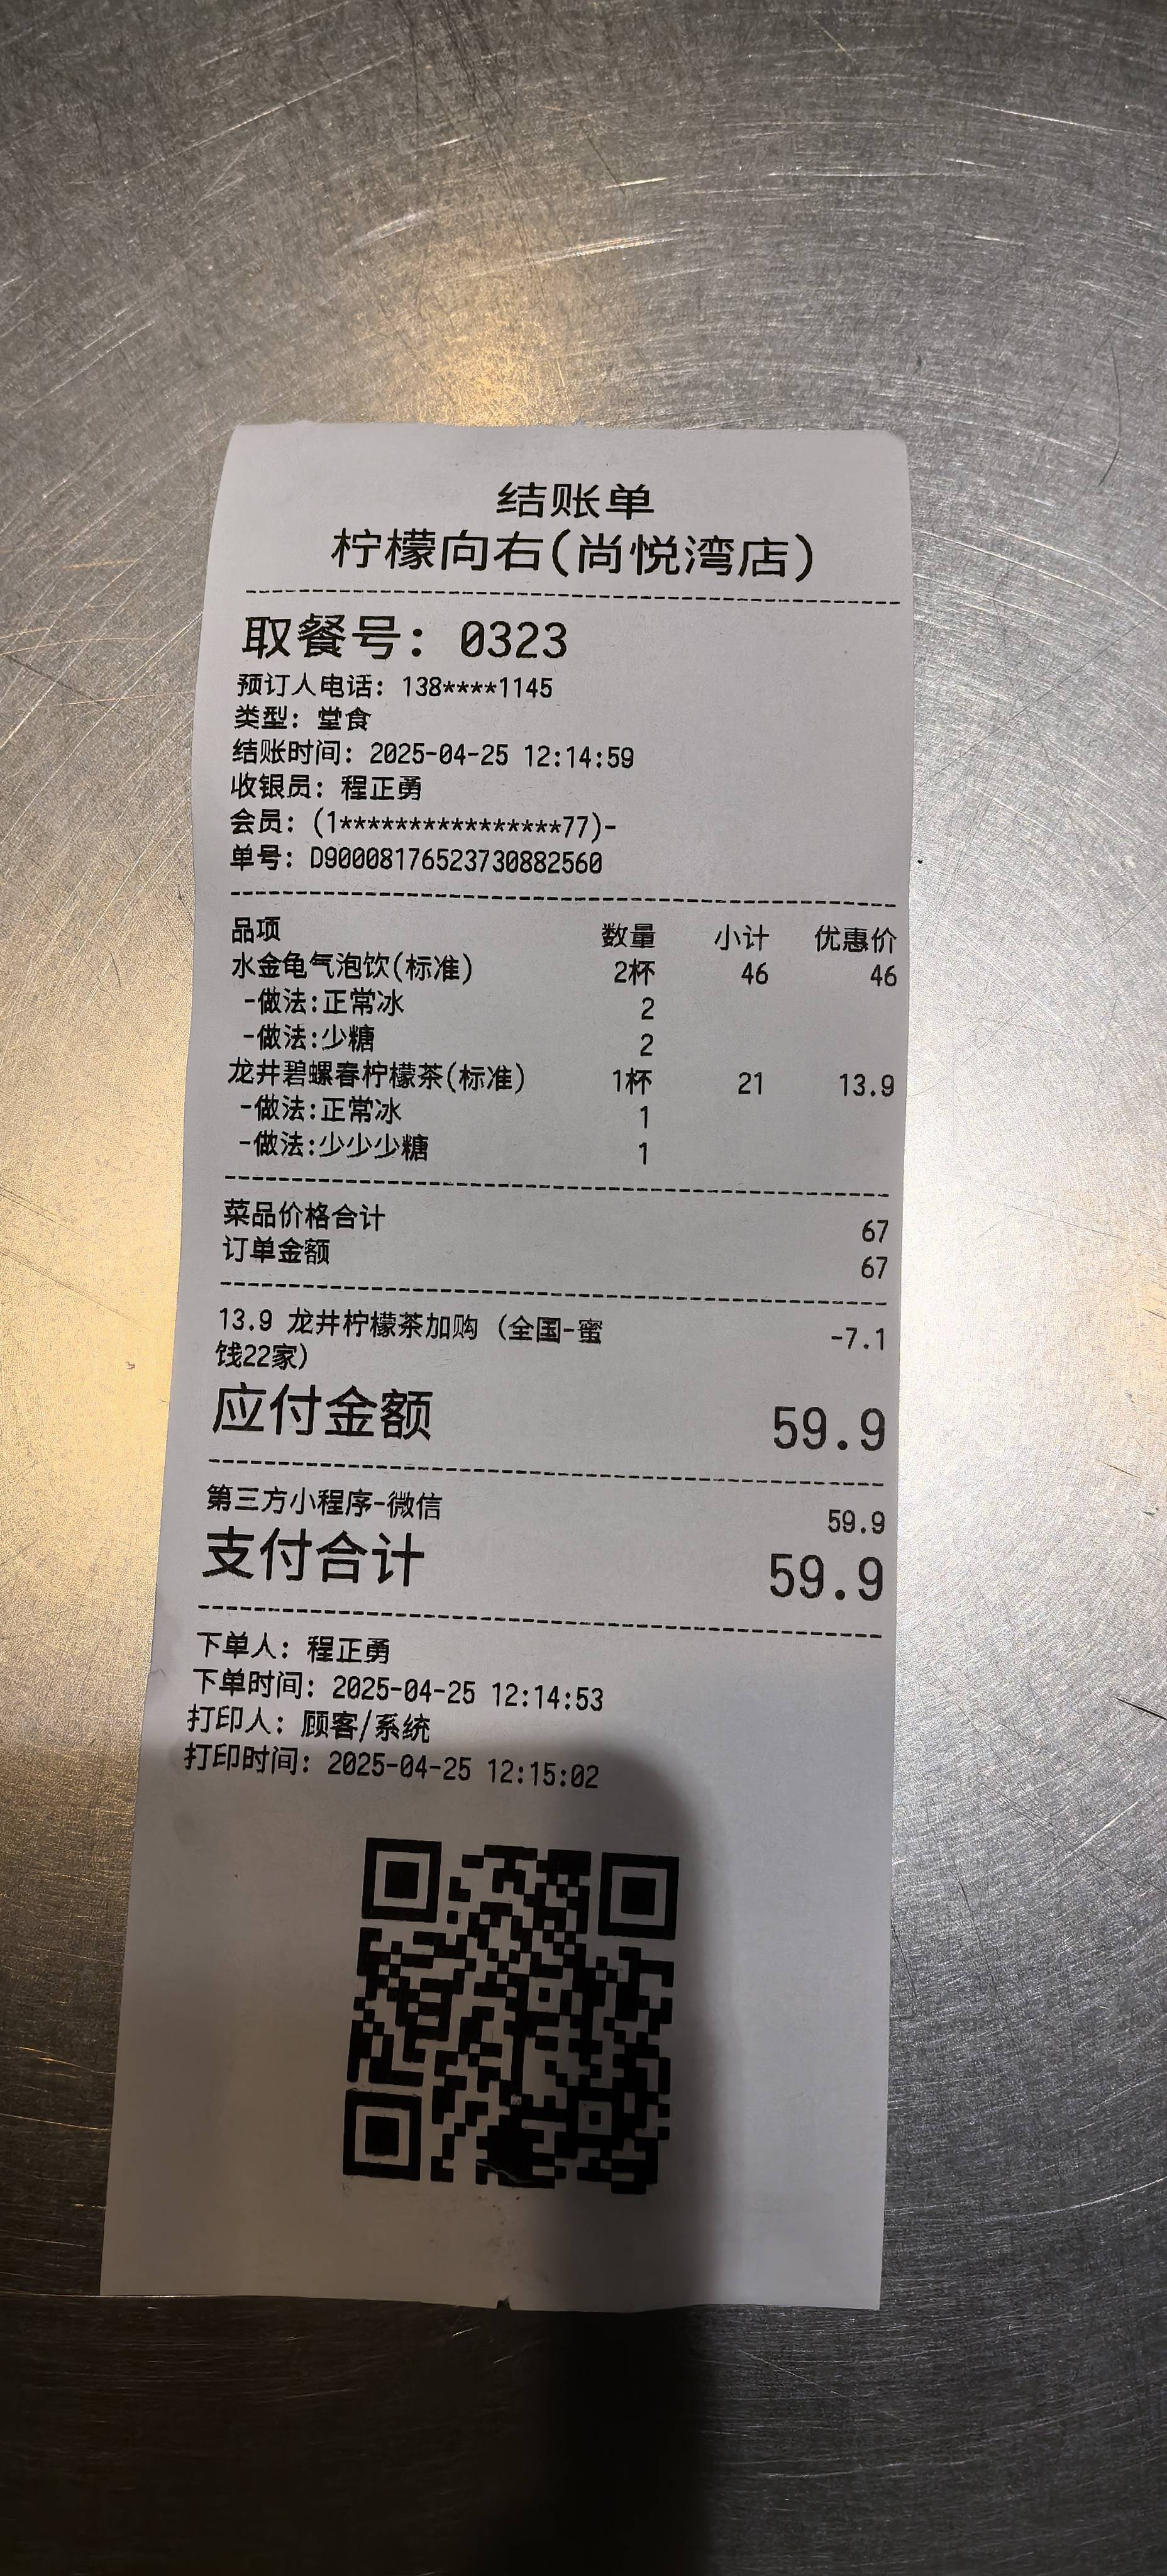 结账单
柠檬向右(尚悦湾店)
取餐号: 0323
预订人电话: 138****1145
类型: 堂食
结账时间: 2025-04-25 12:14:59
收银员: 程正勇
会员: (1****************77)-
单号: D90008176523730882560
品项 数量 小计 优惠价
水金龟气泡饮(标准) 2杯 46 46
-做法:正常冰 2
-做法:少糖 2
龙井碧螺春柠檬茶(标准) 1杯 21 13.9
-做法:正常冰 1
-做法:少少少糖 1
菜品价格合计 67
订单金额 67
13.9 龙井柠檬茶加购 (全国-蜜 -7.1
饯22家)
应付金额 59.9
第三方小程序-微信 59.9
支付合计 59.9
下单人: 程正勇
下单时间: 2025-04-25 12:14:53
打印人: 顾客/系统
打印时间: 2025-04-25 12:15:02